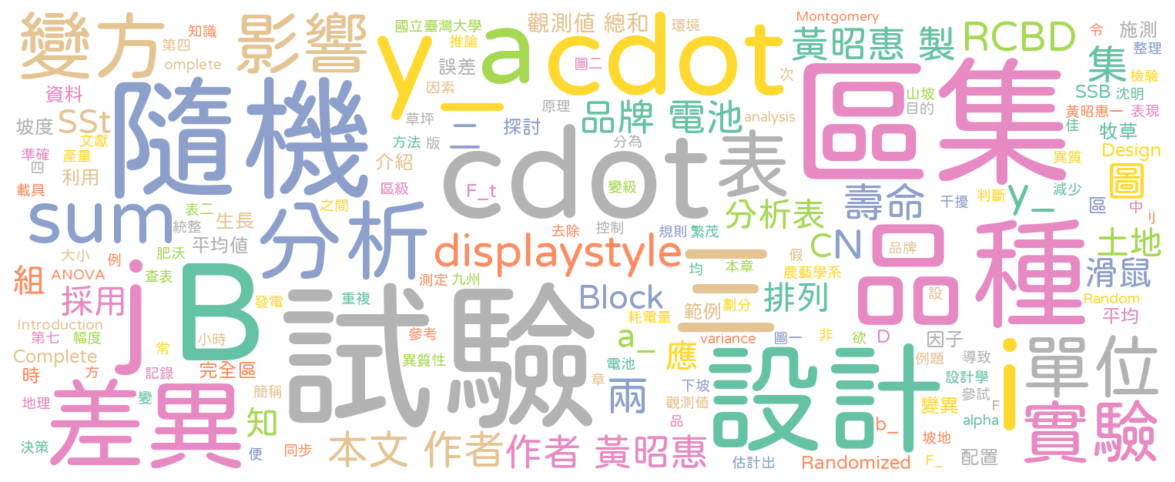 變方 影響 y_a cdot 觀測值 總和 環境 Montgomery 令 施測
國立臺灣大學 知識 第四 omplete 推論 圖二 次 黃昭惠 製 RCBD 集 整理 檢驗
資料 誤差 因素 原理 山坡 目的 SSB 沈明
坡度 SSt 文獻 隨機 草坪 二 探討 品牌 電池 analysis 區集 黃昭惠一 表現
準確 產量 四 利用 載具 方法 版 分為 介紹 佳 牧草 異質 Design
區級 F_t cdot 變級 表 壽命 y_ 干擾 判斷 減少 圖
sum 表二 生長 之間 分析 統整 平均值 去除 控制 規則 繁茂 分析表 區 中 ij
大小 例 肥沃 查表 ANOVA displaystyle 三 均 本章 假 CN 品牌 品種 土地
組 採用 j B 發電 重複 測定 九州 Block 農藝學系 排列 設 滑鼠 Random 平均
Introduction 第七 幅度 小時 試驗 參考 耗電量 劃分 範例 圖一 非 欲 D 因子
Complete 時 方 記錄 常 完全區 異質性 電池 a_ variance 應 例題 導致 i 單位
地理 差異 變 簡稱 章 兩 下坡 設計 設計學 變異 參試 F
知 觀測值 品 b_ 坡地 alpha 實驗
決策 便 同步 本文 作者 作者 黃昭惠 估計出 Randomized F_ 配置